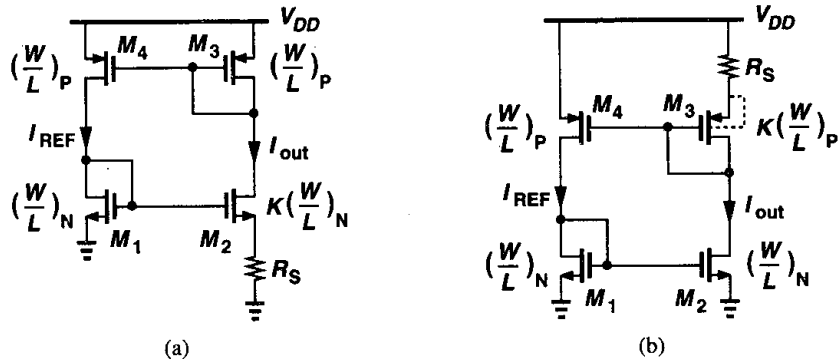 V_DD
M_4 M_3
(W/L)_P (W/L)_P
I_REF I_out
(W/L)_N K(W/L)_N
M_1 M_2
R_S
(a)
V_DD
R_S
M_4 M_3
(W/L)_P K(W/L)_P
I_REF I_out
(W/L)_N (W/L)_N
M_1 M_2
(b)